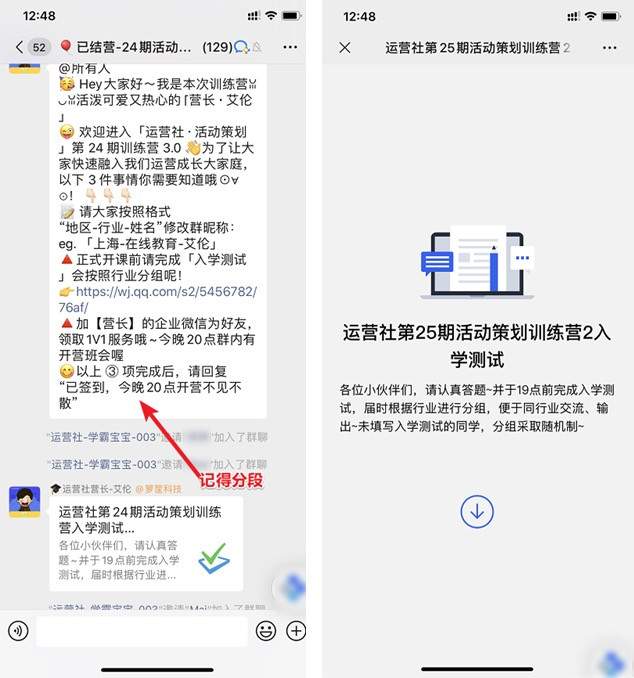 12:48
52
已结营-24期活动... (129)
@所有人
Hey大家好～我是本次训练营
活泼可爱又热心的「营长·艾伦
」
欢迎进入「运营社·活动策划
」第 24 期训练营 3.0 为了让大
家快速融入我们运营成长大家庭，
以下 3 件事情你需要知道哦⊙∀
⊙！
请大家按照格式
“地区-行业-姓名”修改群昵称：
eg. 「上海-在线教育-艾伦」
正式开课前请完成「入学测试
」会按照行业分组呢！
https://wj.qq.com/s2/5456782/
76af/
加【营长】的企业微信为好友，
领取1V1服务哦~今晚20点群内有
开营班会喔
以上 ③ 项完成后，请回复
“已签到，今晚20点开营不见不
散”
"运营社-学霸宝宝-003"邀请加入了群聊
"运营社-学霸宝宝-003"邀请加入了群聊
记得分段
运营社营长-艾伦 @萝筐科技
运营社第24期活动策划训练
营入学测试...
各位小伙伴们，请认真答
题~并于19点前完成入学
测试，届时根据行业进...
"运营社-学霸宝宝-003"邀请"Mai"加入了群聊
12:48
运营社第25期活动策划训练营2
运营社第25期活动策划训练营2入
学测试
各位小伙伴们，请认真答题~并于19点前完成入学测
试，届时根据行业进行分组，便于同行业交流、输
出~未填写入学测试的同学，分组采取随机制~